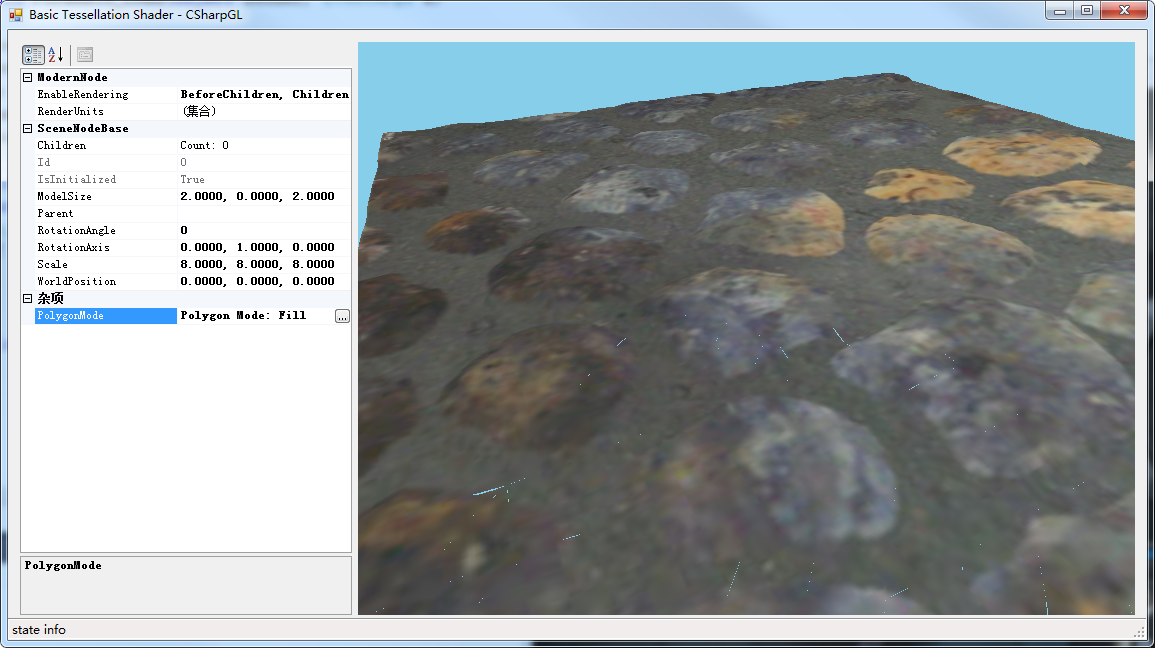 Basic Tessellation Shader - CSharpGL
ModernNode
EnableRendering BeforeChildren, Children
RenderUnits (集合)
SceneNodeBase
Children Count: 0
Id 0
IsInitialized True
ModelSize 2.0000, 0.0000, 2.0000
Parent
RotationAngle 0
RotationAxis 0.0000, 1.0000, 0.0000
Scale 8.0000, 8.0000, 8.0000
WorldPosition 0.0000, 0.0000, 0.0000
杂项
PolygonMode Polygon Mode: Fill ...
PolygonMode
state info